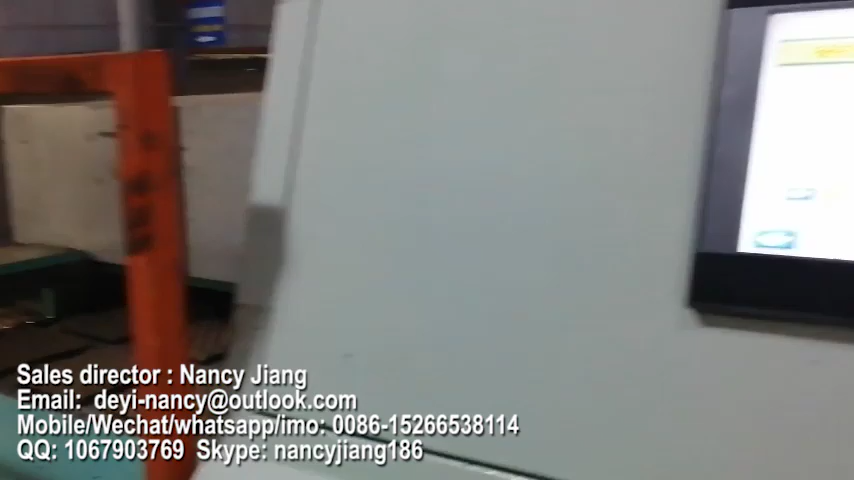 Sales director : Nancy Jiang
Email: deyi-nancy@outlook.com
Mobile/Wechat/whatsapp/imo: 0086-15266538114
QQ: 1067903769 Skype: nancyjiang186